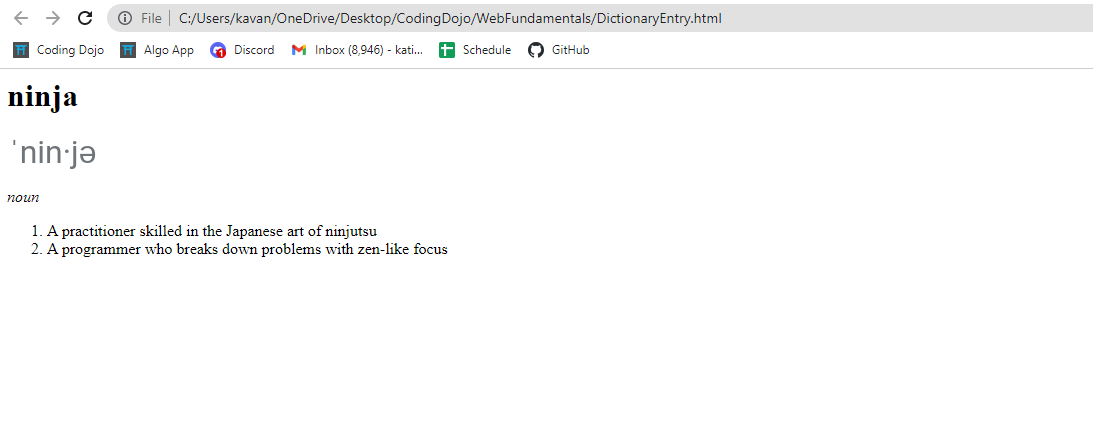 File C:/Users/kavan/OneDrive/Desktop/CodingDojo/WebFundamentals/DictionaryEntry.html
Coding Dojo Algo App Discord Inbox (8,946) - kati... Schedule GitHub
ninja
ˈnin·jə
noun
1. A practitioner skilled in the Japanese art of ninjutsu
2. A programmer who breaks down problems with zen-like focus